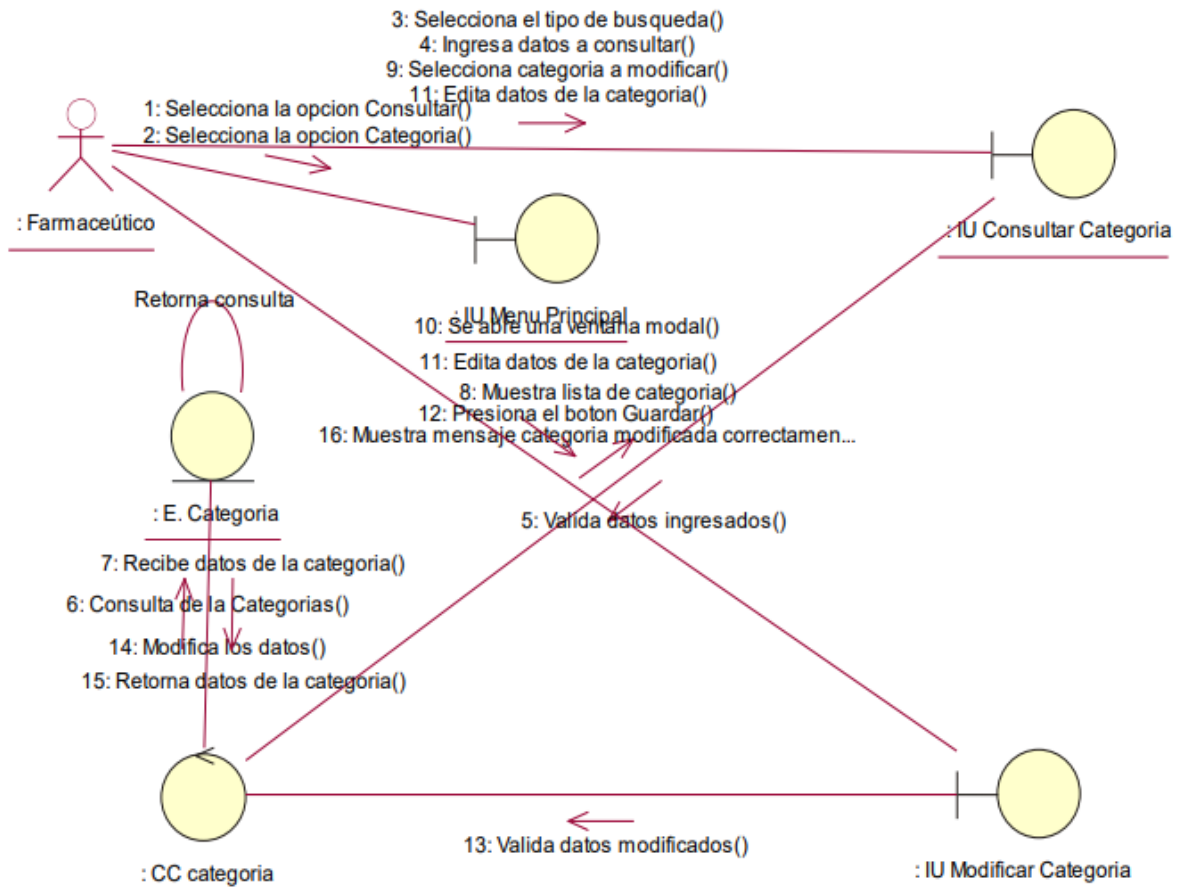 3: Selecciona el tipo de busqueda()
4: Ingresa datos a consultar()
9: Selecciona categoria a modificar()
11: Edita datos de la categoria()
1: Selecciona la opcion Consultar()
2: Selecciona la opcion Categoria()
: Farmaceútico
: IU Consultar Categoria
Retorna consulta
: IU Menu Principal
10: Se abre una ventana modal()
11: Edita datos de la categoria()
8: Muestra lista de categoria()
12: Presiona el boton Guardar()
16: Muestra mensaje categoria modificada correctamen...
: E. Categoria
5: Valida datos ingresados()
7: Recibe datos de la categoria()
6: Consulta de la Categorias()
14: Modifica los datos()
15: Retorna datos de la categoria()
13: Valida datos modificados()
: CC categoria
: IU Modificar Categoria